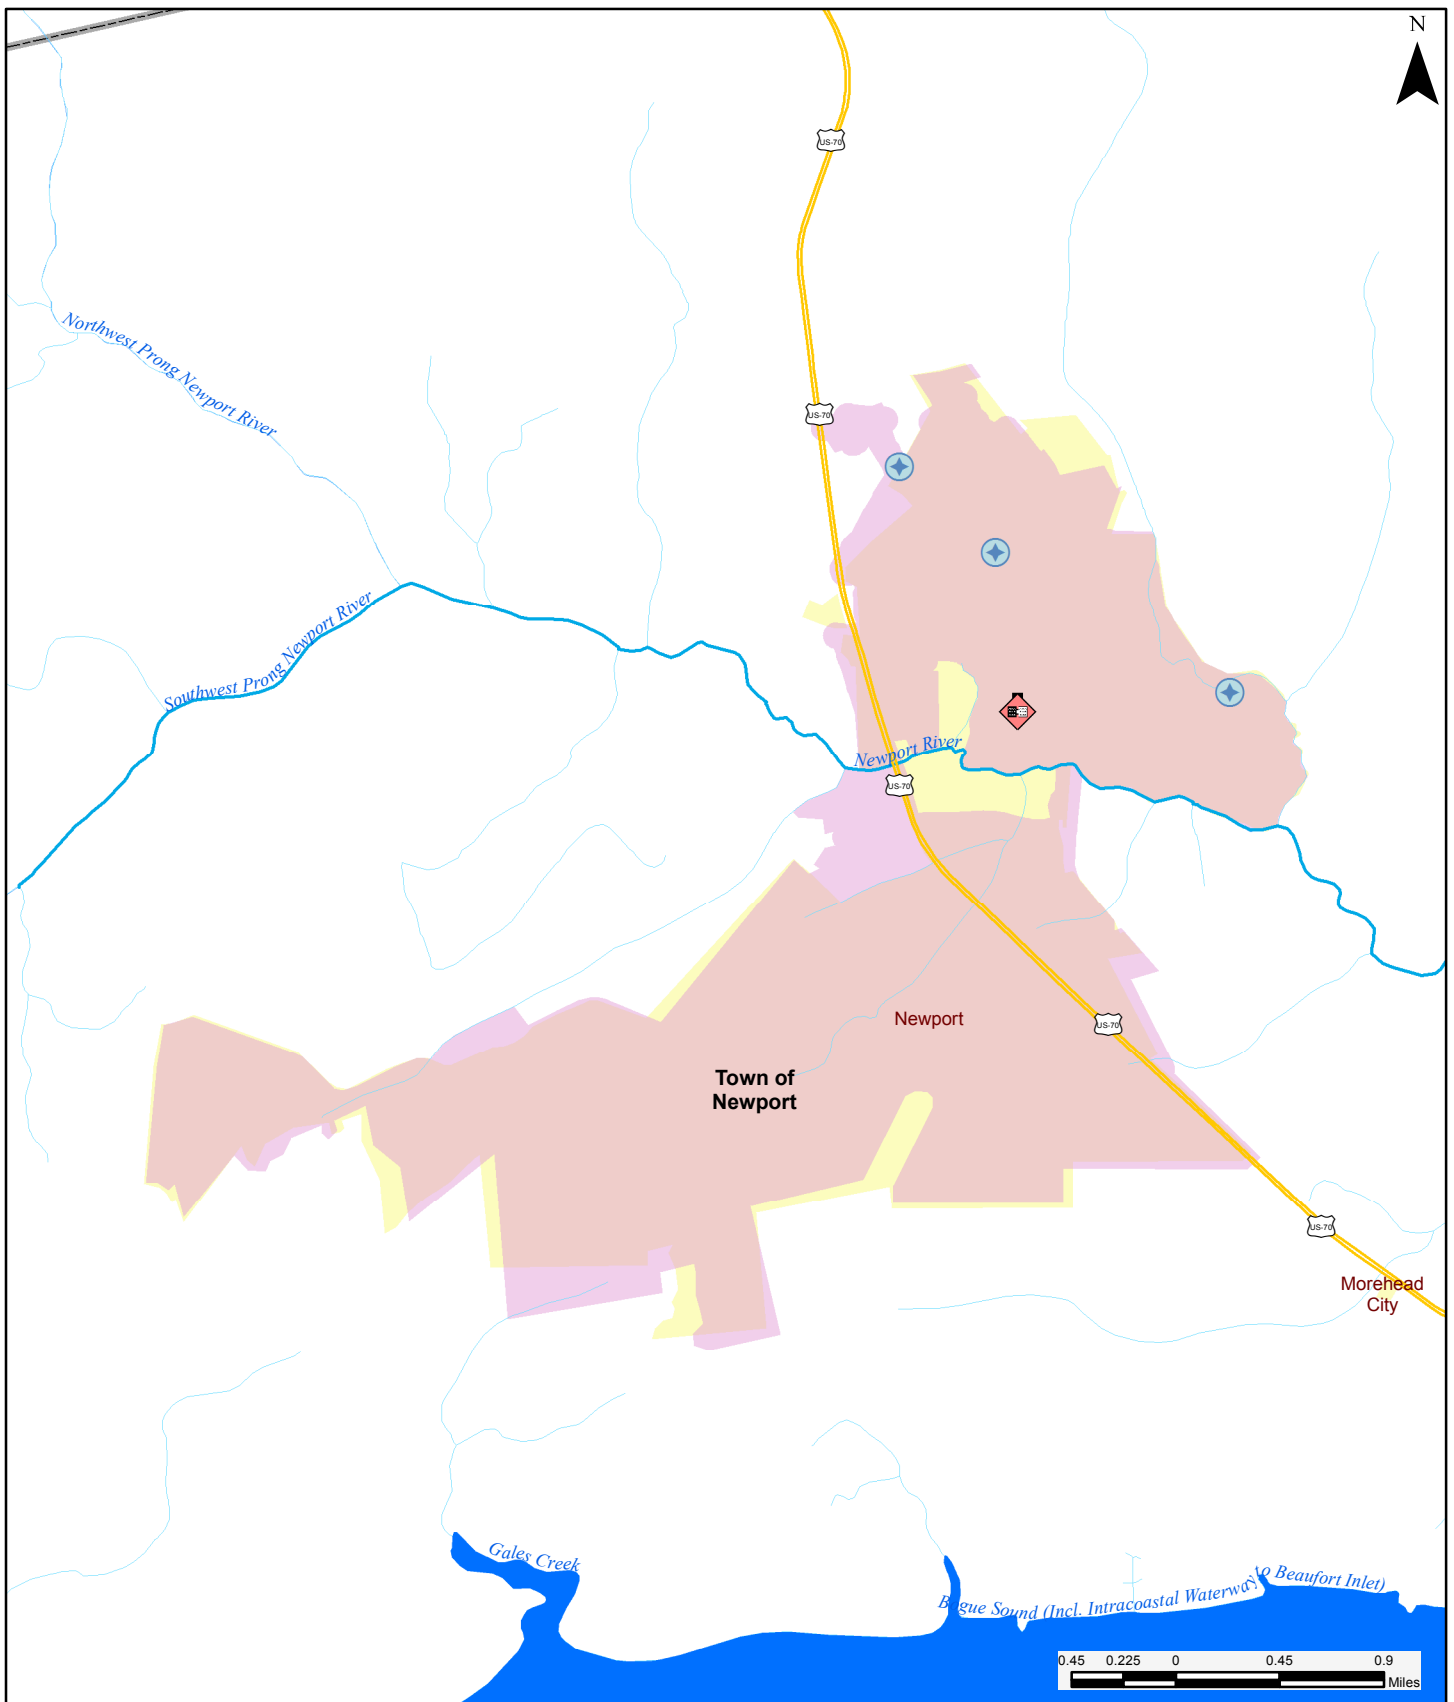 N
US-70
Northwest Prong Newport River
US-70
Southwest Prong Newport River
Newport River
US-70
Newport
US-70
Town of
Newport
US-70
Morehead
City
Gales Creek
Bogue Sound (Incl. Intracoastal Waterway to Beaufort Inlet)
0.45 0.225 0 0.45 0.9
Miles